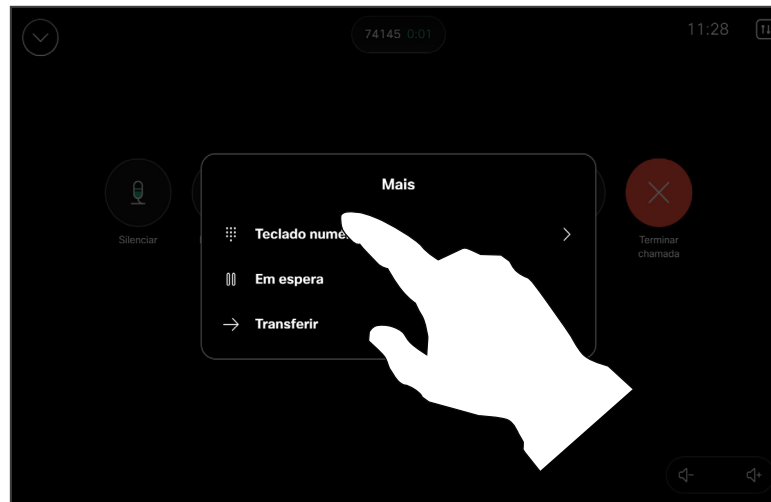 74145 0:01
11:28
Mais
Teclado numé
Em espera
Transferir
Silenciar
Terminar
chamada